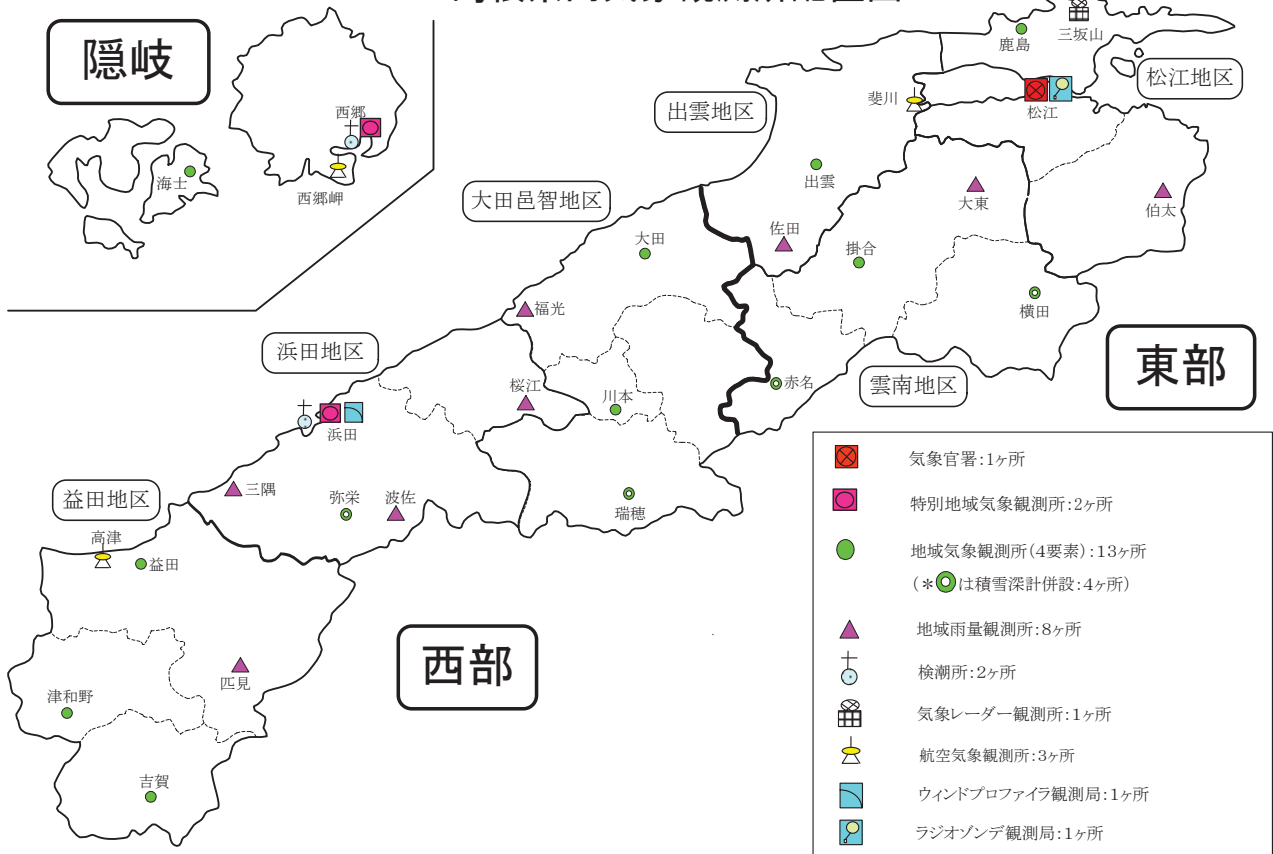 隠岐
西郷
海士
西郷岬
鹿島
三坂山
松江地区
斐川
松江
出雲地区
出雲
大東
伯太
大田邑智地区
佐田
大田
掛合
横田
福光
浜田地区
東部
桜江
川本
赤名
雲南地区
浜田
三隅
弥栄
波佐
瑞穂
益田地区
高津
益田
西部
匹見
津和野
吉賀
気象官署:1ヶ所
特別地域気象観測所:2ヶ所
地域気象観測所(4要素):13ヶ所
(*は積雪深計併設:4ヶ所)
地域雨量観測所:8ヶ所
検潮所:2ヶ所
気象レーダー観測所:1ヶ所
航空気象観測所:3ヶ所
ウィンドプロファイラ観測局:1ヶ所
ラジオゾンデ観測局:1ヶ所